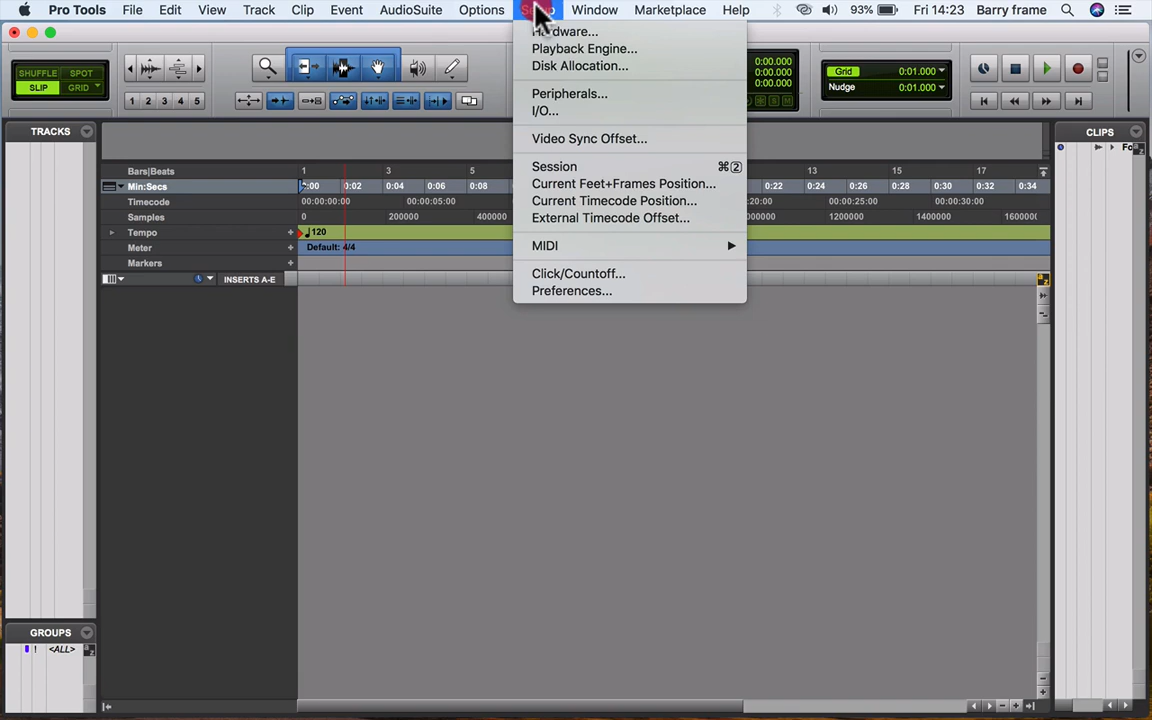 Pro Tools File Edit View Track Clip Event AudioSuite Options Window Marketplace Help 93% Fri 14:23 Barry frame
Hardware...
Playback Engine...
Disk Allocation...
Peripherals...
I/O...
Video Sync Offset...
Session ⌘2
Current Feet+Frames Position...
Current Timecode Position...
External Timecode Offset...
MIDI
Click/Countoff...
Preferences...
SHUFFLE SPOT
SLIP GRID
1 2 3 4 5
0:00.000
0:00.000
0:00.000
Grid 0:01.000
Nudge 0:01.000
TRACKS
CLIPS
Fo
Bars|Beats 1 3 5 13 17
Min:Secs 0:00 0:02 0:04 0:06 0:08 0:22 0:24 0:26 0:28 0:30 0:32 0:34
Timecode 00:00:00:00 00:00:05:00 00:00:25:00 00:00:30:00
Samples 0 200000 400000 1200000 1400000
Tempo 120
Meter Default: 4/4
Markers
INSERTS A-E
GROUPS
! <ALL>